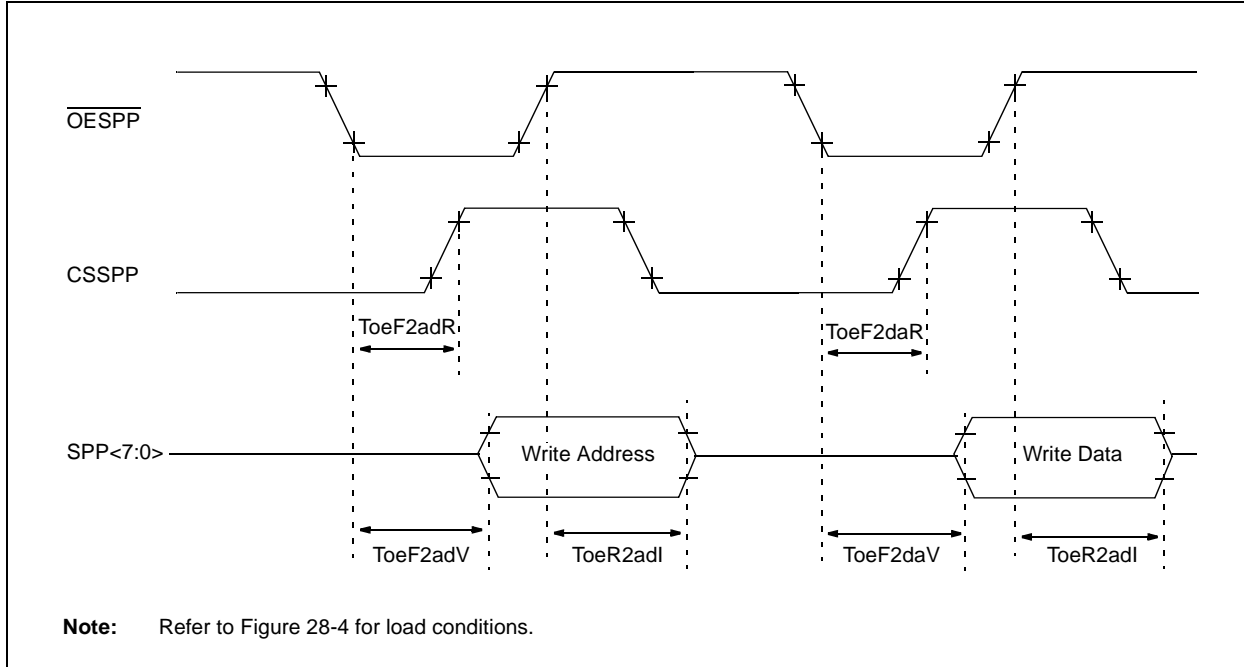 OESPP
CSSPP
ToeF2adR
ToeF2daR
SPP<7:0>
Write Address
Write Data
ToeF2adV
ToeR2adI
ToeF2daV
ToeR2adI
Note: Refer to Figure 28-4 for load conditions.